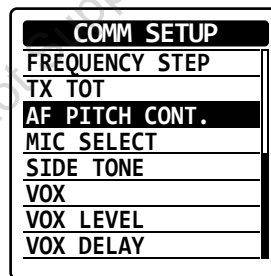 COMM SETUP
FREQUENCY STEP
TX TOT
AF PITCH CONT.
MIC SELECT
SIDE TONE
VOX
VOX LEVEL
VOX DELAY